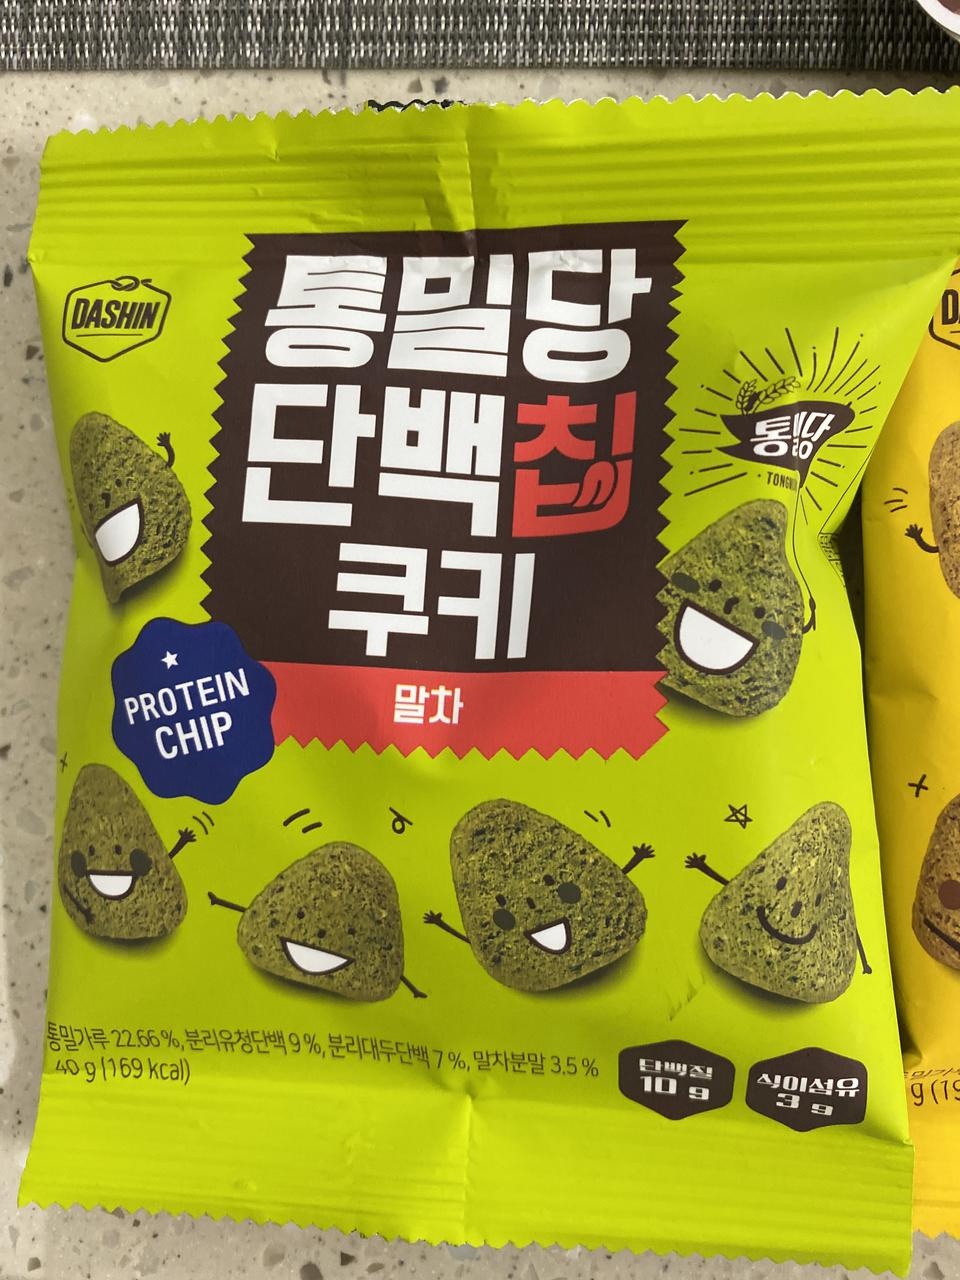 DASHIN
통밀당
단백칩
쿠키
말차
통밀당
PROTEIN
CHIP
통밀가루 22.66%, 분리유청단백 9%, 분리대두단백 7%, 말차분말 3.5%
40 g (169 kcal)
단백질
10 g
식이섬유
3 g